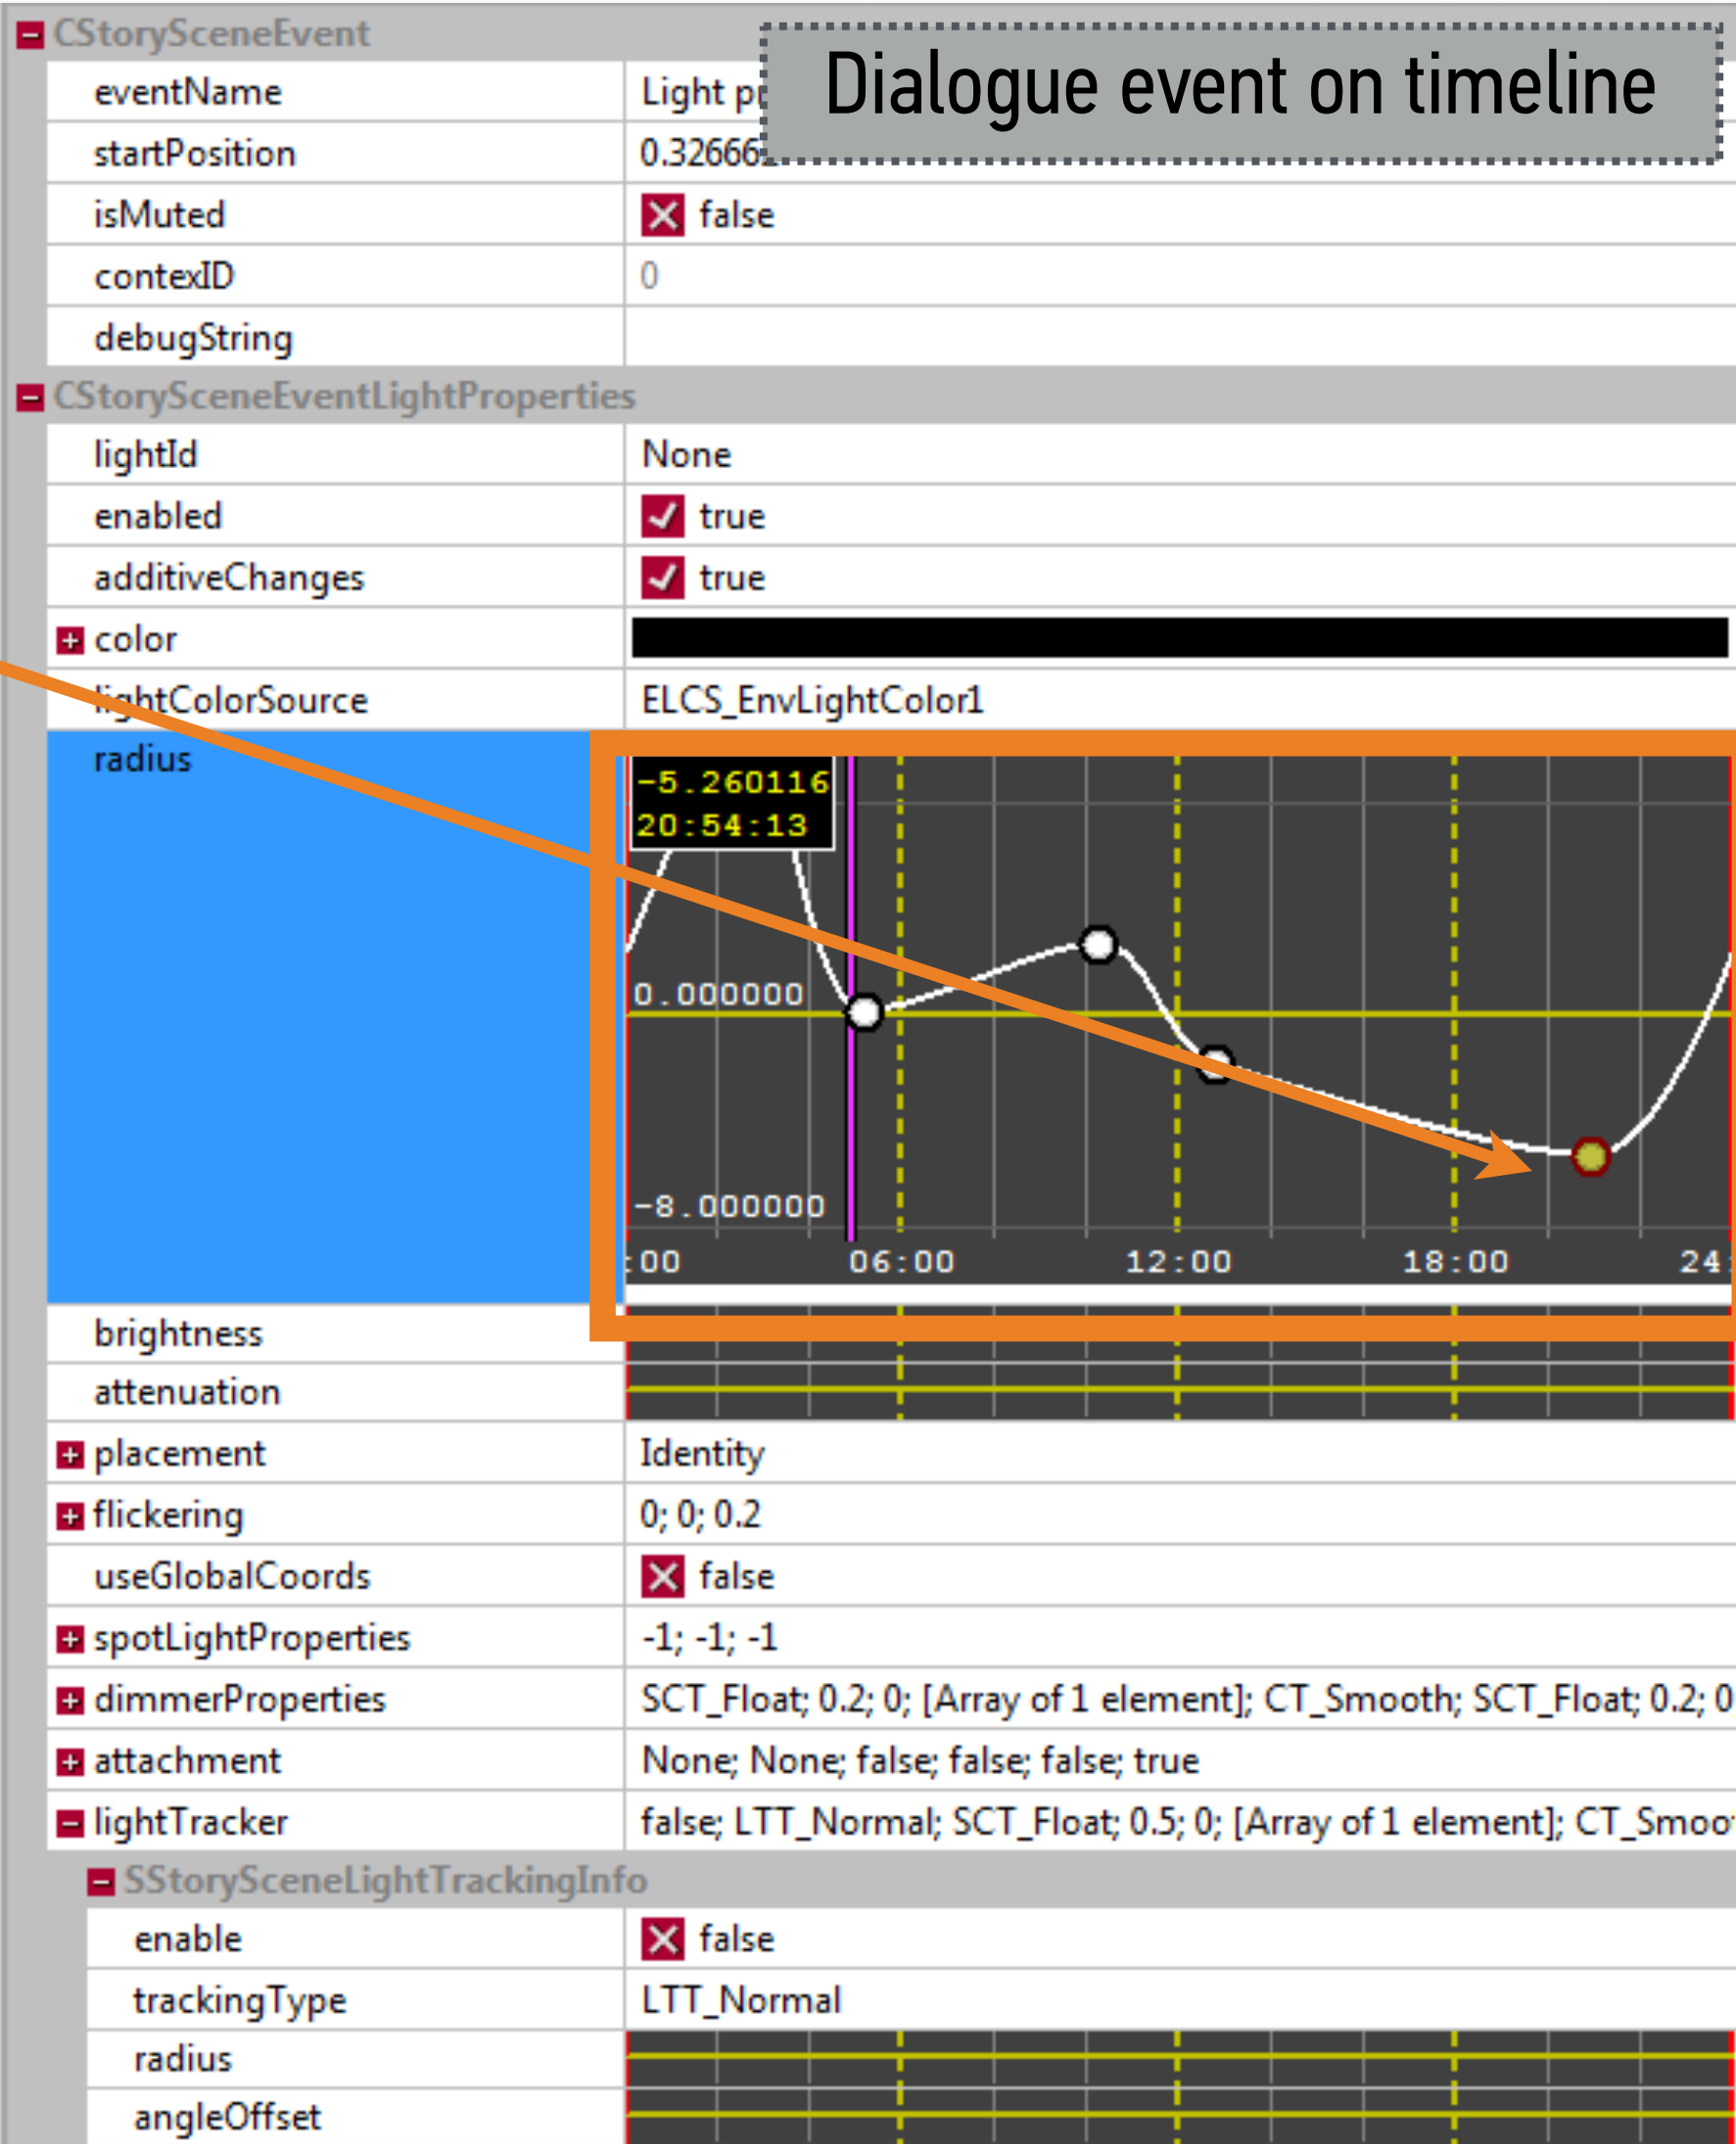 CStorySceneEvent
Dialogue event on timeline
eventName Light
startPosition 0.32666
isMuted false
contexID 0
debugString
CStorySceneEventLightProperties
lightId None
enabled true
additiveChanges true
color
lightColorSource ELCS_EnvLightColor1
radius
-5.260116
20:54:13
0.000000
-8.000000
:00 06:00 12:00 18:00 24:
brightness
attenuation
placement Identity
flickering 0; 0; 0.2
useGlobalCoords false
spotLightProperties -1; -1; -1
dimmerProperties SCT_Float; 0.2; 0; [Array of 1 element]; CT_Smooth; SCT_Float; 0.2; 0
attachment None; None; false; false; false; true
lightTracker false; LTT_Normal; SCT_Float; 0.5; 0; [Array of 1 element]; CT_Smoo
SStorySceneLightTrackingInfo
enable false
trackingType LTT_Normal
radius
angleOffset